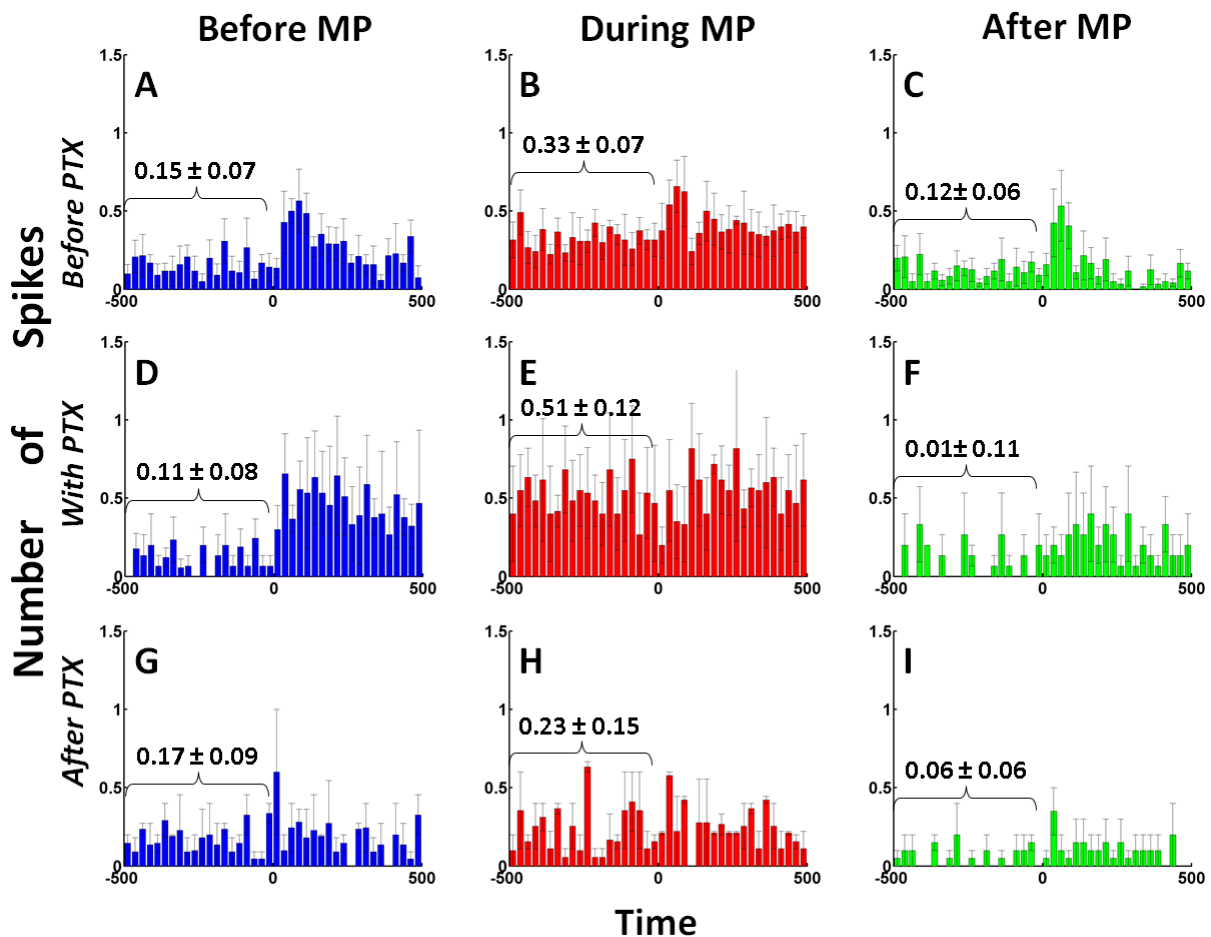 Before MP During MP After MP
Number of Spikes
Before PTX
1.5
1
0.5
0
-500 0 500
A
0.15 ± 0.07
1.5
1
0.5
0
-500 0 500
B
0.33 ± 0.07
1.5
1
0.5
0
-500 0 500
C
0.12± 0.06
With PTX
1.5
1
0.5
0
-500 0 500
D
0.11 ± 0.08
1.5
1
0.5
0
-500 0 500
E
0.51 ± 0.12
1.5
1
0.5
0
-500 0 500
F
0.01± 0.11
After PTX
1.5
1
0.5
0
-500 0 500
G
0.17 ± 0.09
1.5
1
0.5
0
-500 0 500
H
0.23 ± 0.15
1.5
1
0.5
0
-500 0 500
I
0.06 ± 0.06
Time